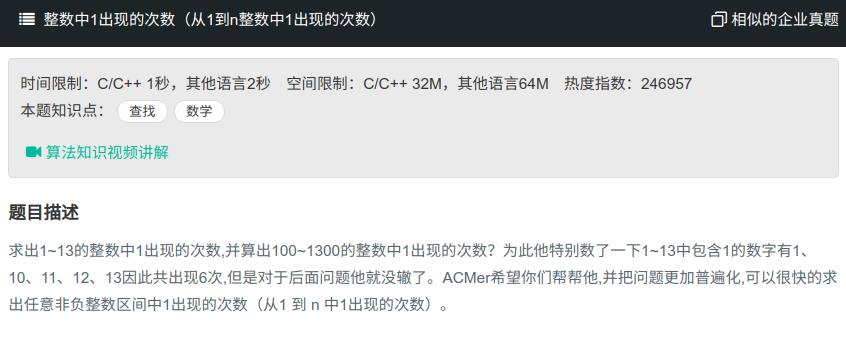 整数中1出现的次数（从1到n整数中1出现的次数） 相似的企业真题
时间限制：C/C++ 1秒，其他语言2秒 空间限制：C/C++ 32M，其他语言64M 热度指数：246957
本题知识点： 查找 数学
算法知识视频讲解
题目描述
求出1~13的整数中1出现的次数,并算出100~1300的整数中1出现的次数？为此他特别数了一下1~13中包含1的数字有1、
10、11、12、13因此共出现6次,但是对于后面问题他就没辙了。ACMer希望你们帮帮他,并把问题更加普遍化,可以很快的求
出任意非负整数区间中1出现的次数（从1 到 n 中1出现的次数）。